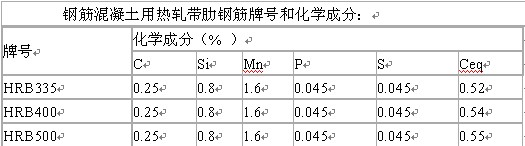 钢筋混凝土用热轧带肋钢筋牌号和化学成分：
牌号 化学成分（% ）
C Si Mn P S Ceq
HRB335 0.25 0.8 1.6 0.045 0.045 0.52
HRB400 0.25 0.8 1.6 0.045 0.045 0.54
HRB500 0.25 0.8 1.6 0.045 0.045 0.55